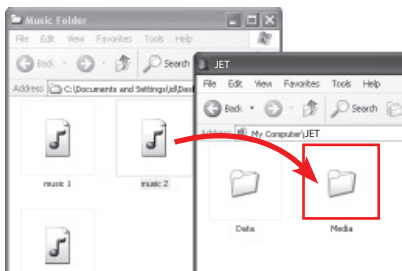 Music Folder
File Edit View Favorites Tools Help
Back Search
Address C:\Documents and Settings\jd\Desk
music 1
music 2
JET
File Edit View Favorites Tools Help
Back Search
Address My Computer\JET
Data
Media